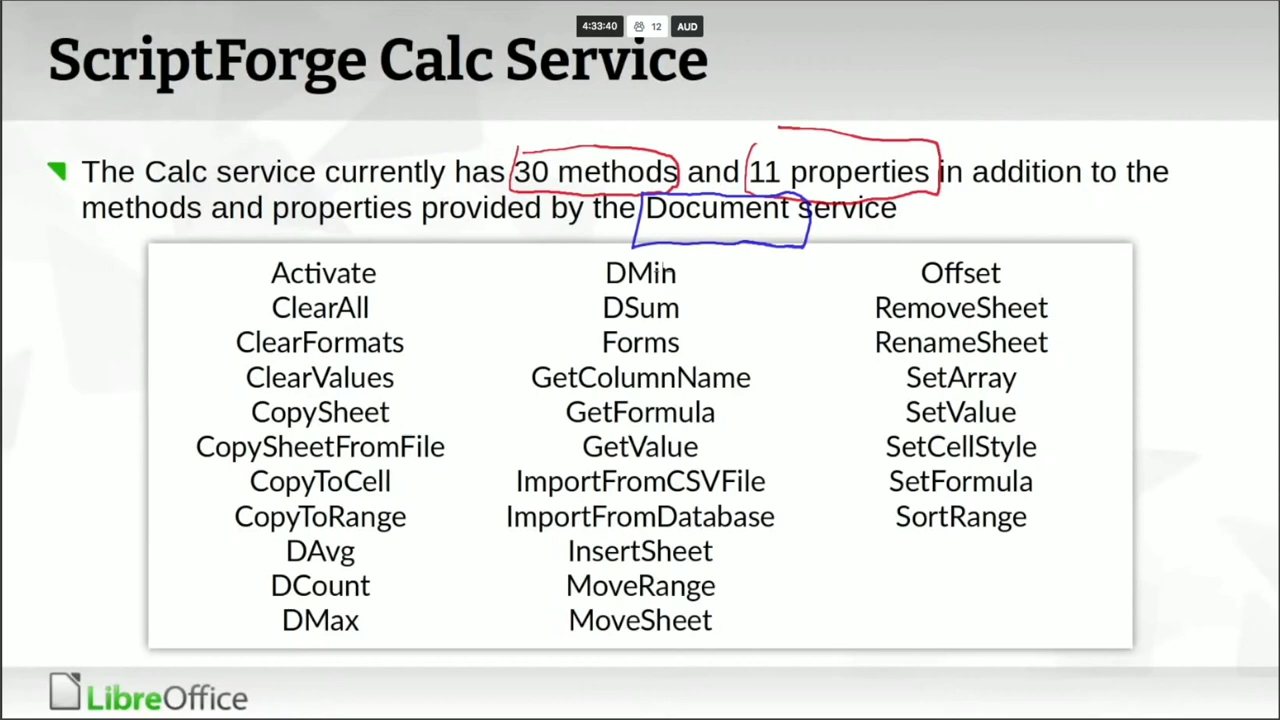 4:33:40 12 AUD
ScriptForge Calc Service
The Calc service currently has 30 methods and 11 properties in addition to the
methods and properties provided by the Document service
Activate
ClearAll
ClearFormats
ClearValues
CopySheet
CopySheetFromFile
CopyToCell
CopyToRange
DAvg
DCount
DMax
DMin
DSum
Forms
GetColumnName
GetFormula
GetValue
ImportFromCSVFile
ImportFromDatabase
InsertSheet
MoveRange
MoveSheet
Offset
RemoveSheet
RenameSheet
SetArray
SetValue
SetCellStyle
SetFormula
SortRange
LibreOffice